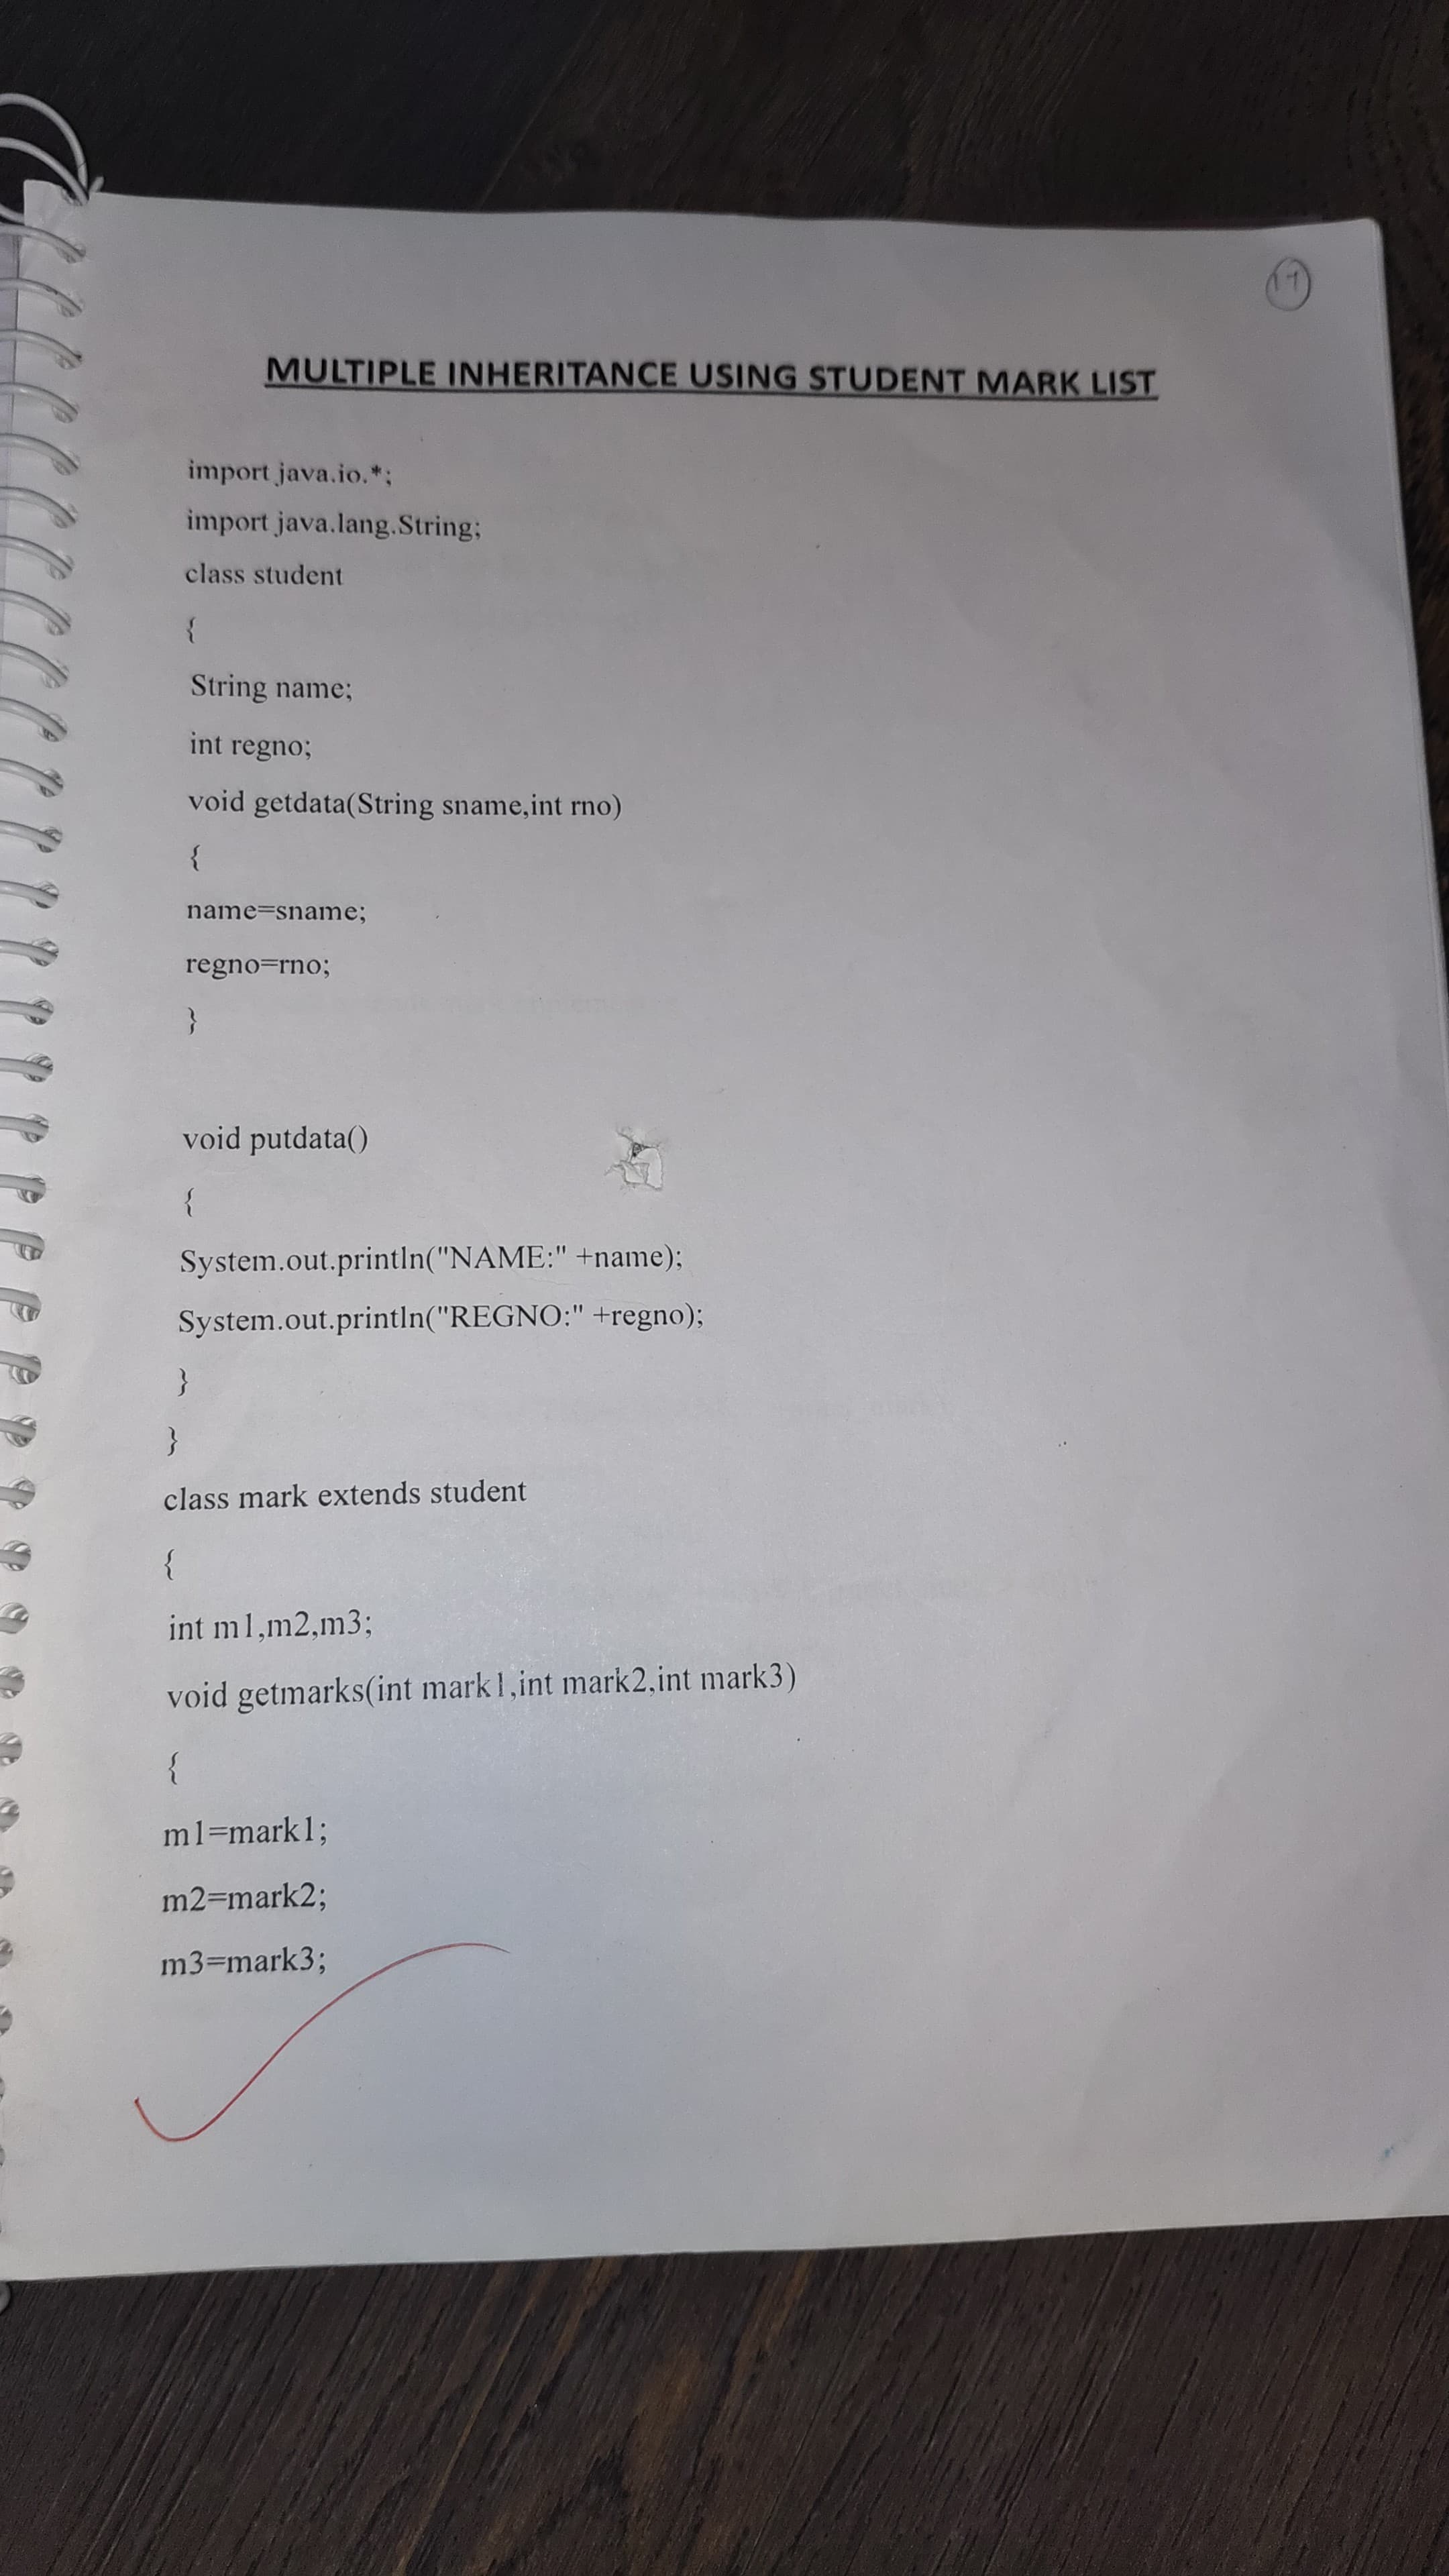 MULTIPLE INHERITANCE USING STUDENT MARK LIST
import java.io.*;
import java.lang.String;
class student
{
String name;
int regno;
void getdata(String sname,int rno)
{
name=sname;
regno=rno;
}
void putdata()
{
System.out.println("NAME:" +name);
System.out.println("REGNO:" +regno);
}
}
class mark extends student
{
int m1,m2,m3;
void getmarks(int mark1,int mark2,int mark3)
{
m1=mark1;
m2=mark2;
m3=mark3;